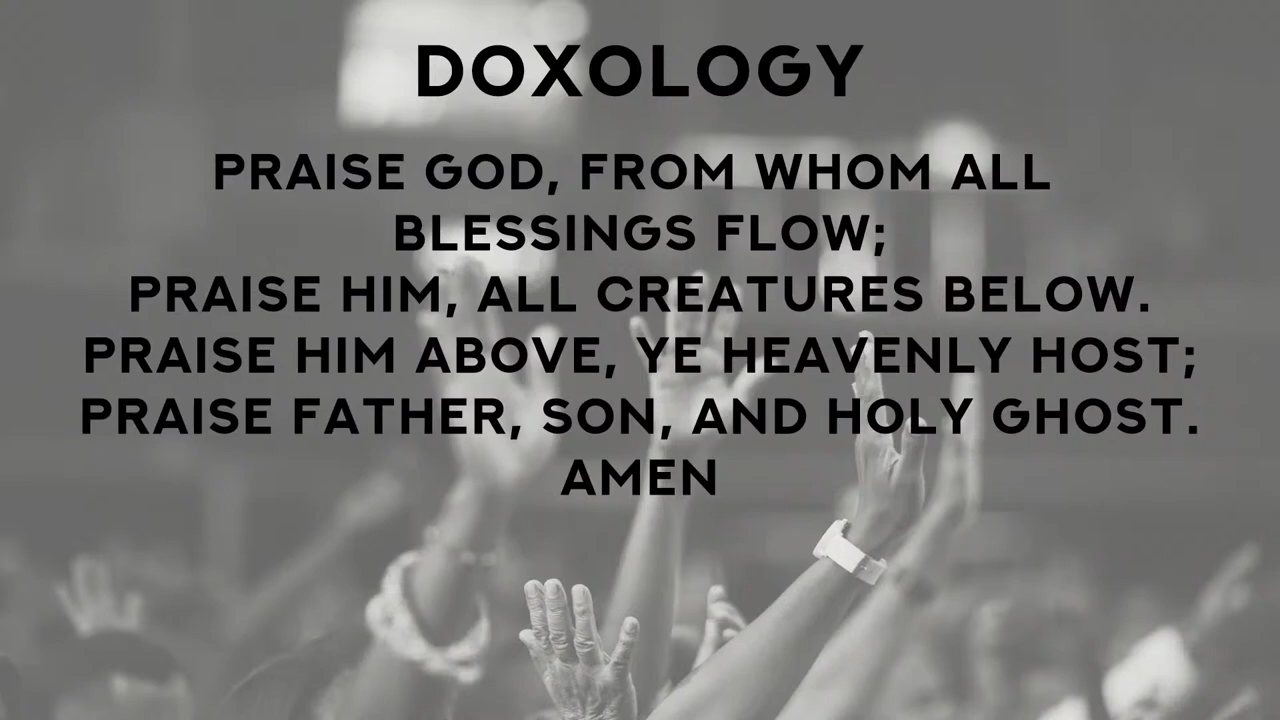 DOXOLOGY
PRAISE GOD, FROM WHOM ALL
BLESSINGS FLOW;
PRAISE HIM, ALL CREATURES BELOW.
PRAISE HIM ABOVE, YE HEAVENLY HOST;
PRAISE FATHER, SON, AND HOLY GHOST.
AMEN